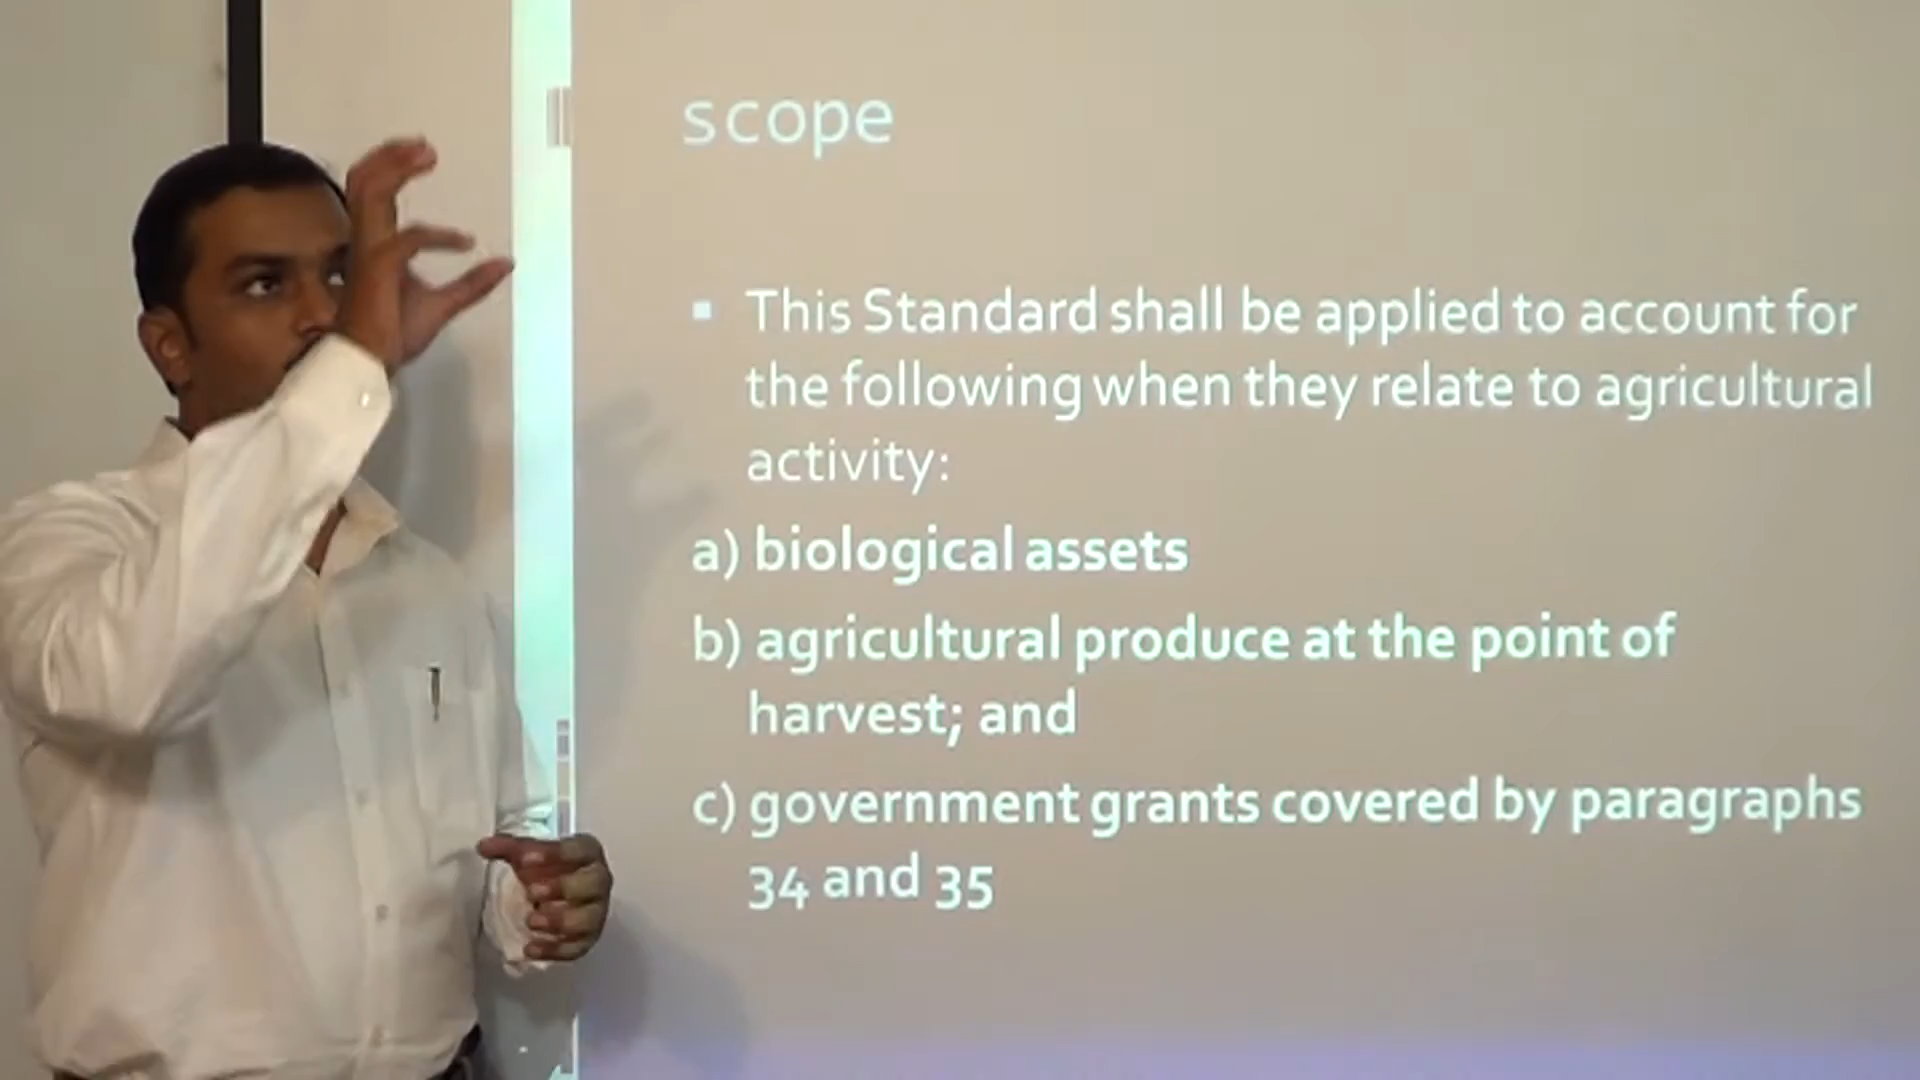 scope
▪ This Standard shall be applied to account for
the following when they relate to agricultural
activity:
a) biological assets
b) agricultural produce at the point of
harvest; and
c) government grants covered by paragraphs
34 and 35